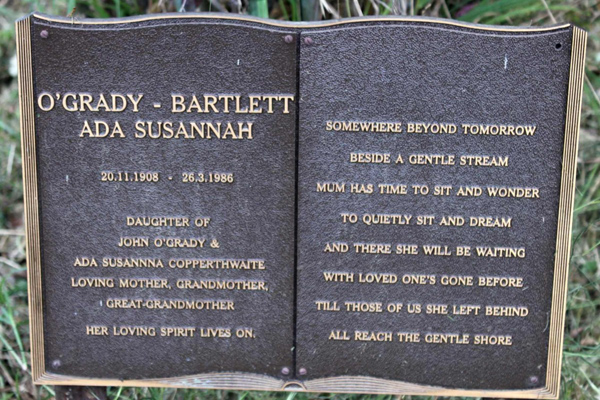 O'GRADY - BARTLETT
ADA SUSANNAH
20.11.1908 - 26.3.1986
DAUGHTER OF
JOHN O'GRADY &
ADA SUSANNNA COPPERTHWAITE
LOVING MOTHER, GRANDMOTHER,
GREAT-GRANDMOTHER
HER LOVING SPIRIT LIVES ON.
SOMEWHERE BEYOND TOMORROW
BESIDE A GENTLE STREAM
MUM HAS TIME TO SIT AND WONDER
TO QUIETLY SIT AND DREAM
AND THERE SHE WILL BE WAITING
WITH LOVED ONE'S GONE BEFORE
TILL THOSE OF US SHE LEFT BEHIND
ALL REACH THE GENTLE SHORE